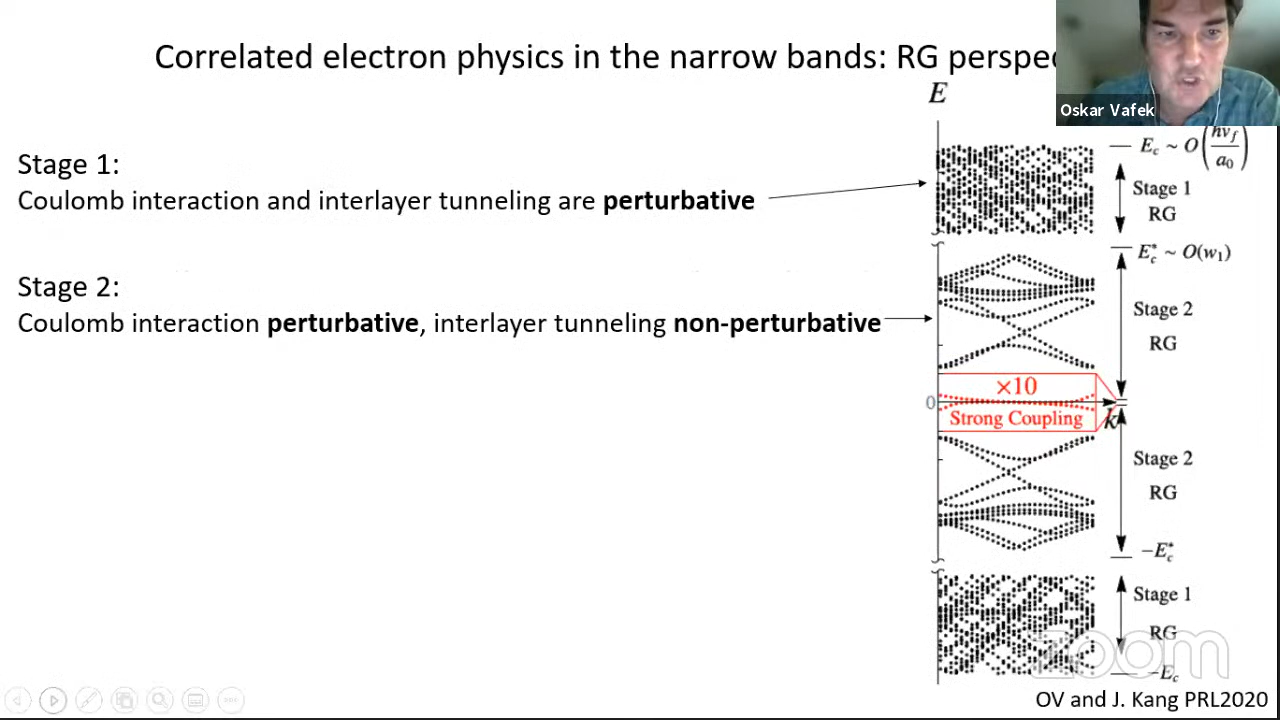 Correlated electron physics in the narrow bands: RG perspec
Oskar Vafek
E
Stage 1:
Coulomb interaction and interlayer tunneling are perturbative
E_c ~ O(ħv_f/a_0)
Stage 1
RG
E_c^* ~ O(w_1)
Stage 2:
Coulomb interaction perturbative, interlayer tunneling non-perturbative
Stage 2
RG
×10
0
Strong Coupling
k
Stage 2
RG
−E_c^*
Stage 1
RG
zoom
−E_c
OV and J. Kang PRL2020